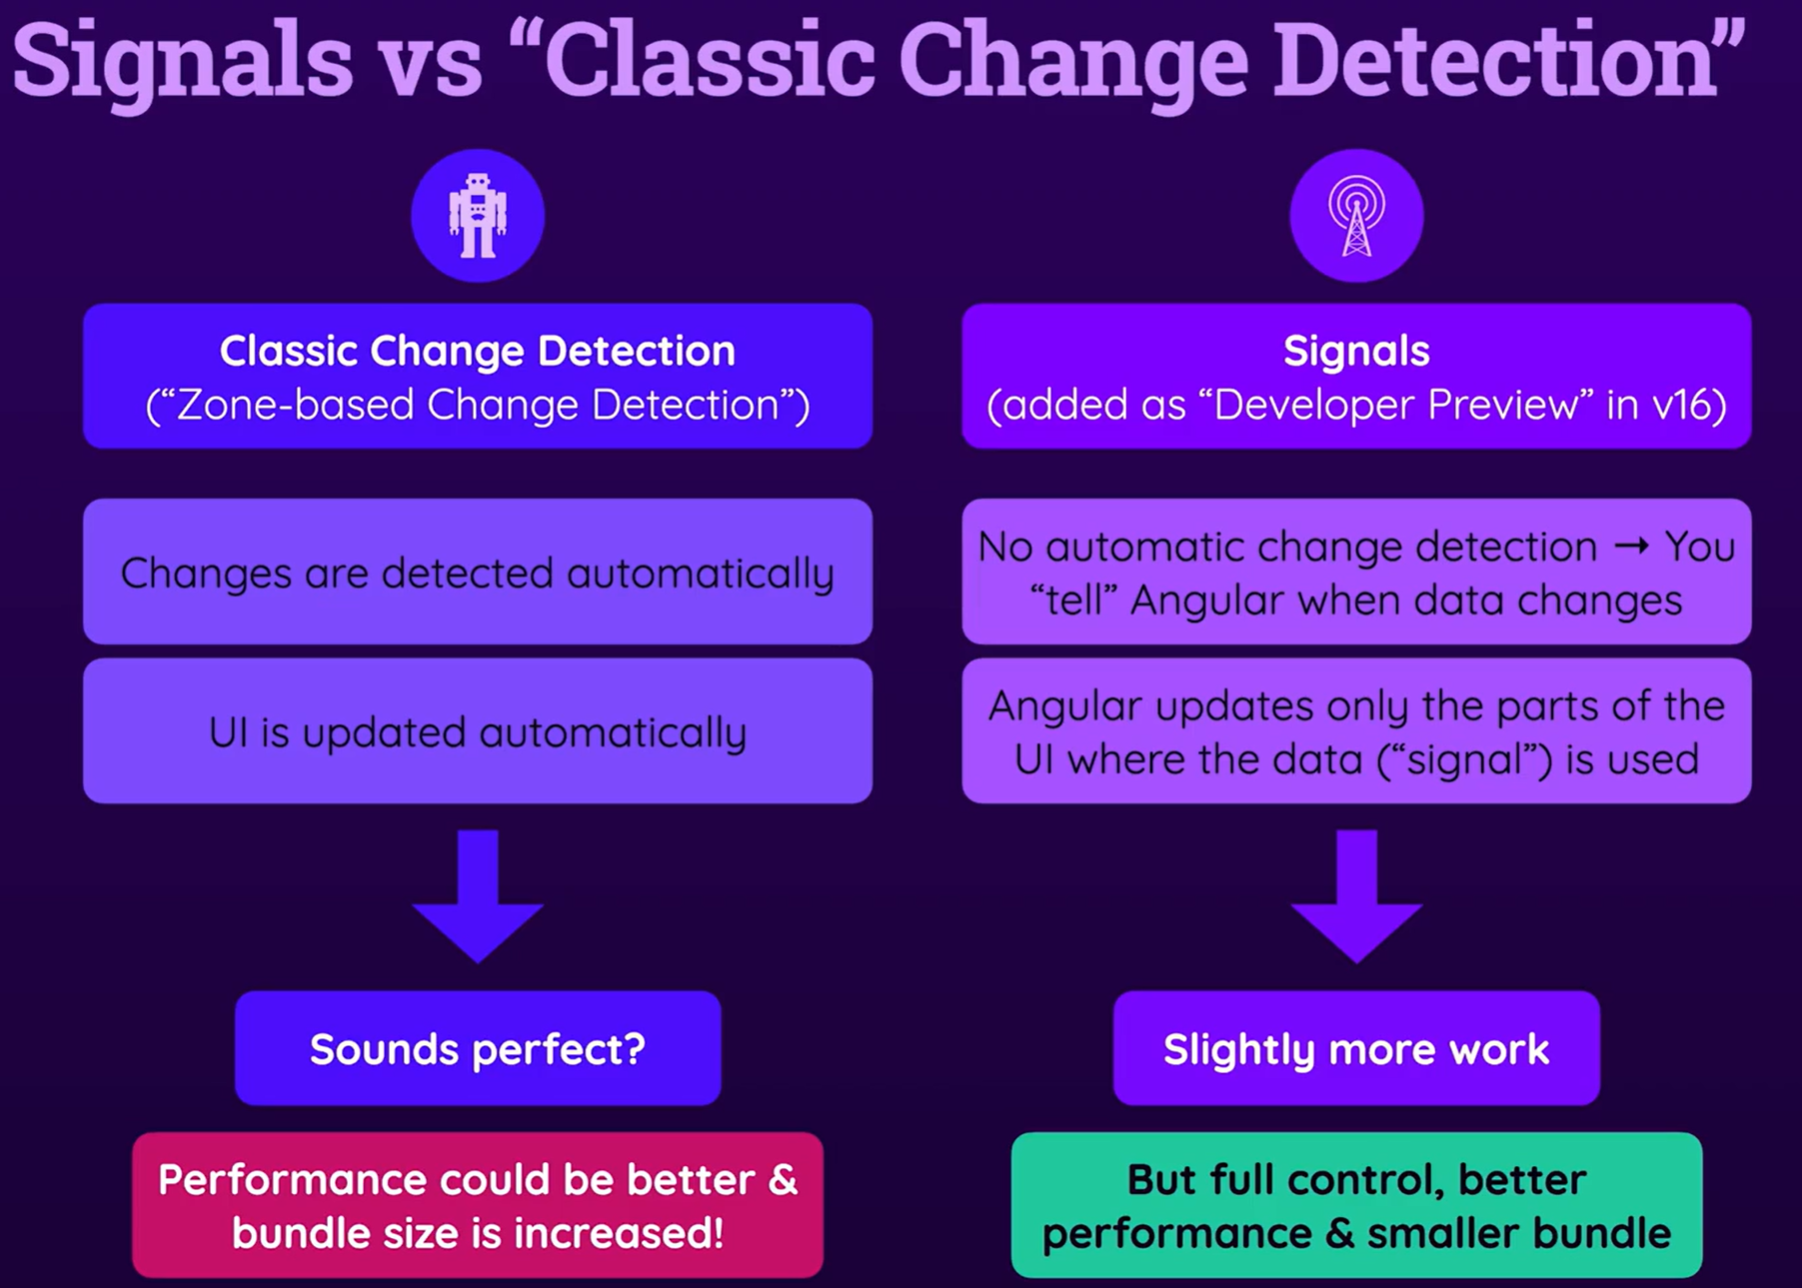 Signals vs “Classic Change Detection”
Classic Change Detection
(“Zone-based Change Detection”)
Changes are detected automatically
UI is updated automatically
Sounds perfect?
Performance could be better &
bundle size is increased!
Signals
(added as “Developer Preview” in v16)
No automatic change detection → You
“tell” Angular when data changes
Angular updates only the parts of the
UI where the data (“signal”) is used
Slightly more work
But full control, better
performance & smaller bundle